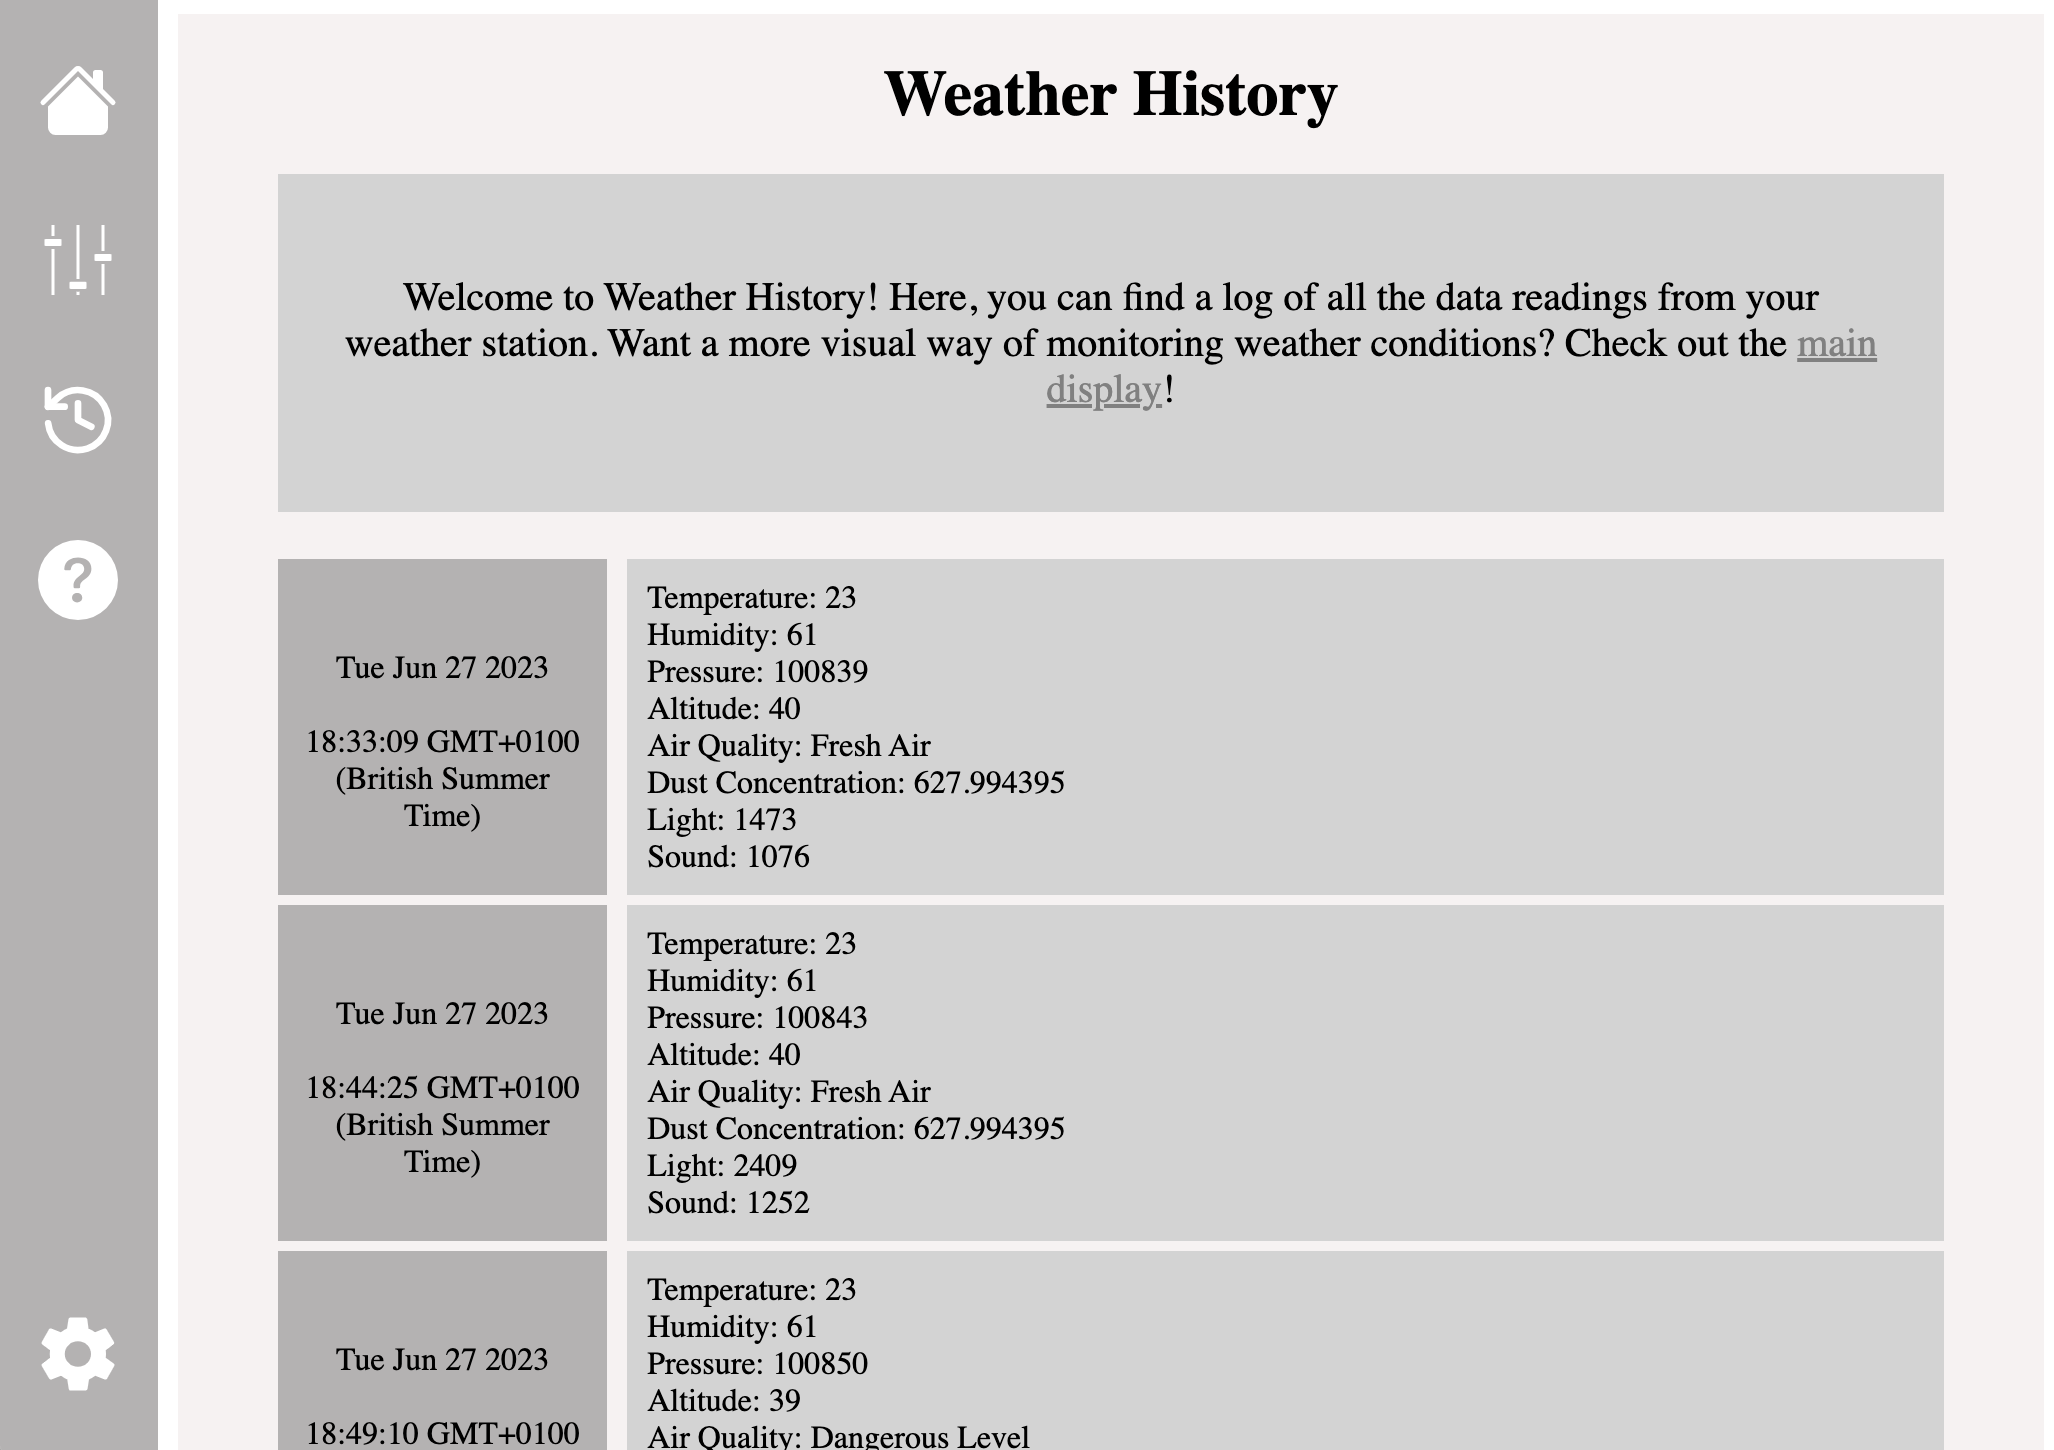 Weather History
Welcome to Weather History! Here, you can find a log of all the data readings from your
weather station. Want a more visual way of monitoring weather conditions? Check out the main
display!
Tue Jun 27 2023
18:33:09 GMT+0100
(British Summer
Time)
Temperature: 23
Humidity: 61
Pressure: 100839
Altitude: 40
Air Quality: Fresh Air
Dust Concentration: 627.994395
Light: 1473
Sound: 1076
Tue Jun 27 2023
18:44:25 GMT+0100
(British Summer
Time)
Temperature: 23
Humidity: 61
Pressure: 100843
Altitude: 40
Air Quality: Fresh Air
Dust Concentration: 627.994395
Light: 2409
Sound: 1252
Tue Jun 27 2023
18:49:10 GMT+0100
Temperature: 23
Humidity: 61
Pressure: 100850
Altitude: 39
Air Quality: Dangerous Level